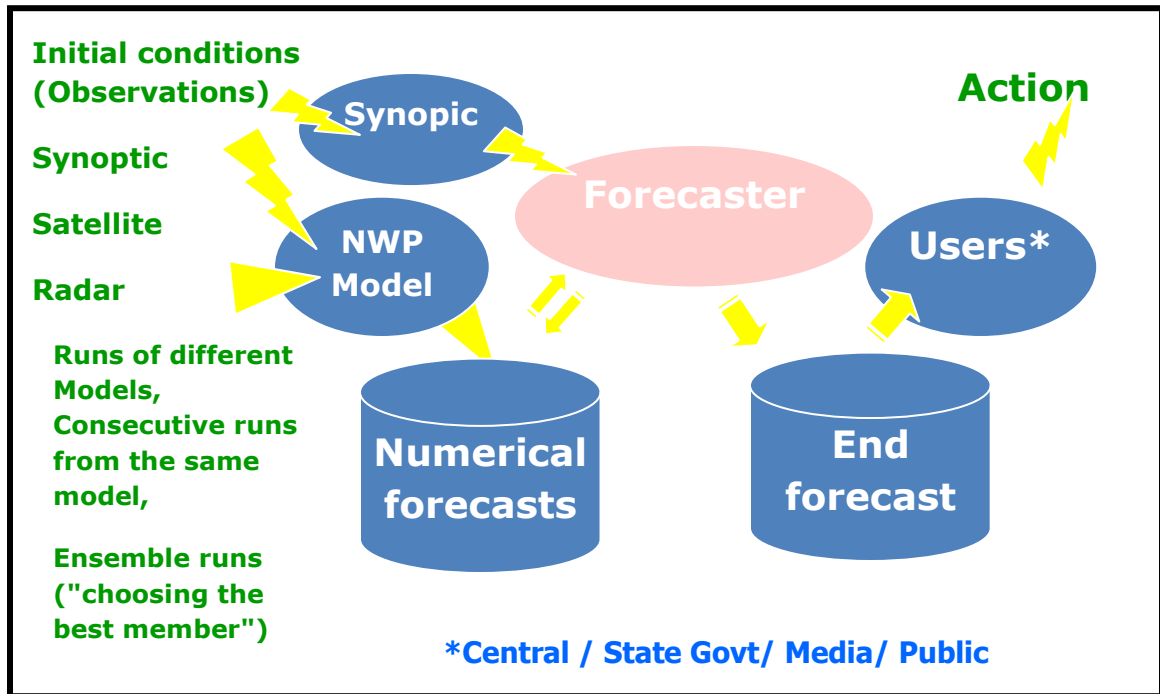 Initial conditions
(Observations)
Synoptic
Satellite
Radar
Runs of different
Models,
Consecutive runs
from the same
model,
Ensemble runs
("choosing the
best member")
Synopic
NWP
Model
Forecaster
Action
Users*
Numerical
forecasts
End
forecast
*Central / State Govt/ Media/ Public